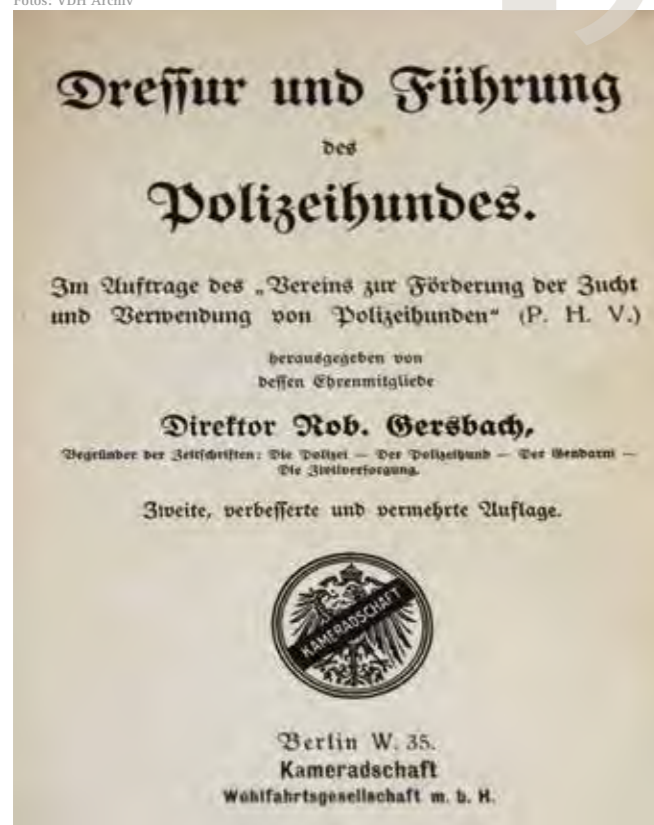 Fotos: VDH Archiv
Dressur und Führung
des
Polizeihundes.
Im Auftrage des „Vereins zur Förderung der Zucht
und Verwendung von Polizeihunden“ (P. H. V.)
herausgegeben von
dessen Ehrenmitgliede
Direktor Rob. Gersbach,
Begründer der Zeitschriften: Die Polizei — Der Polizeihund — Der Gendarm —
Die Zivilversorgung.
Zweite, verbesserte und vermehrte Auflage.
KAMERADSCHAFT
Berlin W. 35.
Kameradschaft
Wohlfahrtsgesellschaft m. b. H.